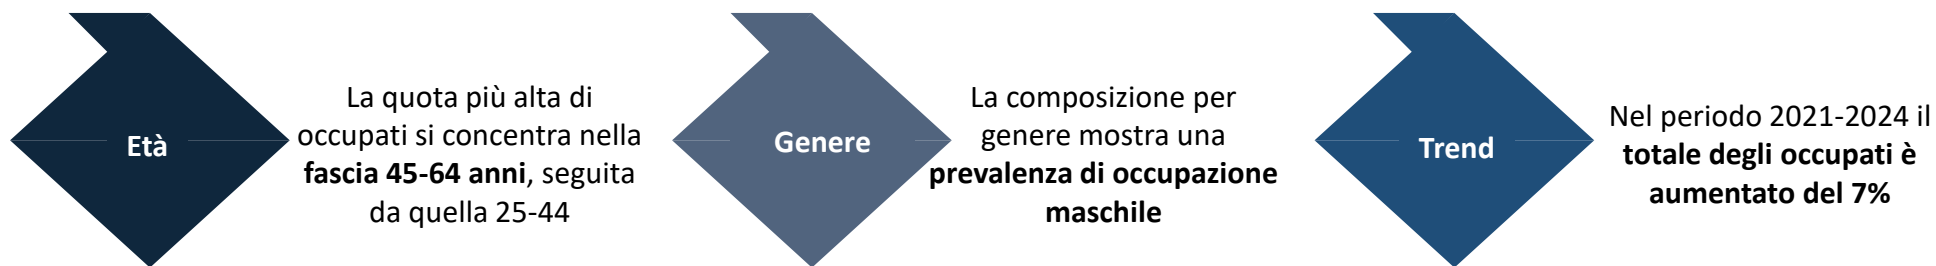 Età
La quota più alta di
occupati si concentra nella
fascia 45-64 anni, seguita
da quella 25-44
Genere
La composizione per
genere mostra una
prevalenza di occupazione
maschile
Trend
Nel periodo 2021-2024 il
totale degli occupati è
aumentato del 7%